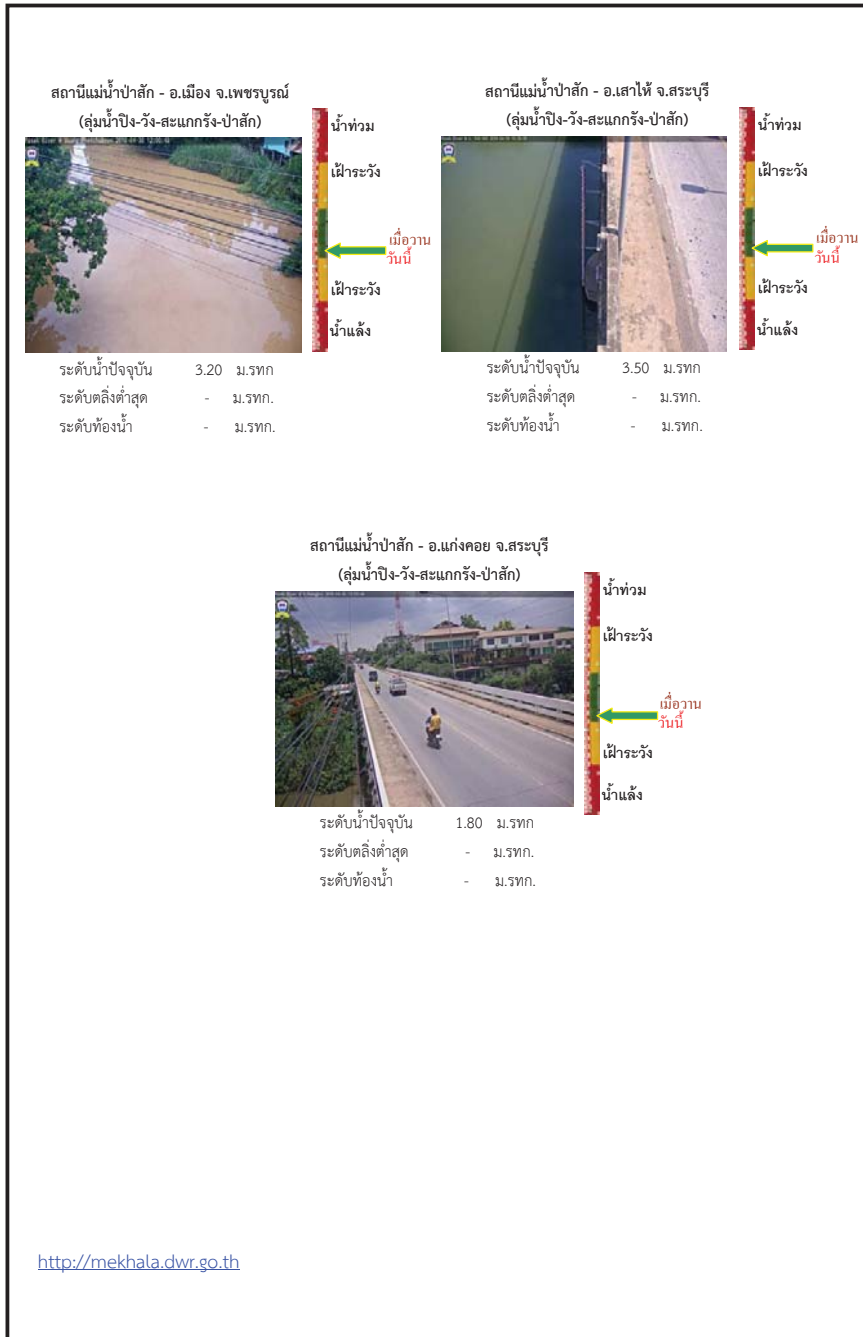 สถานีแม่น้ำป่าสัก - อ.เมือง จ.เพชรบูรณ์
(ลุ่มน้ำปิง-วัง-สะแกกรัง-ป่าสัก)
น้ำท่วม
เฝ้าระวัง
เมื่อวาน
วันนี้
เฝ้าระวัง
น้ำแล้ง
ระดับน้ำปัจจุบัน 3.20 ม.รทก
ระดับตลิ่งต่ำสุด - ม.รทก.
ระดับท้องน้ำ - ม.รทก.
สถานีแม่น้ำป่าสัก - อ.เสาไห้ จ.สระบุรี
(ลุ่มน้ำปิง-วัง-สะแกกรัง-ป่าสัก)
น้ำท่วม
เฝ้าระวัง
เมื่อวาน
วันนี้
เฝ้าระวัง
น้ำแล้ง
ระดับน้ำปัจจุบัน 3.50 ม.รทก
ระดับตลิ่งต่ำสุด - ม.รทก.
ระดับท้องน้ำ - ม.รทก.
สถานีแม่น้ำป่าสัก - อ.แก่งคอย จ.สระบุรี
(ลุ่มน้ำปิง-วัง-สะแกกรัง-ป่าสัก)
น้ำท่วม
เฝ้าระวัง
เมื่อวาน
วันนี้
เฝ้าระวัง
น้ำแล้ง
ระดับน้ำปัจจุบัน 1.80 ม.รทก
ระดับตลิ่งต่ำสุด - ม.รทก.
ระดับท้องน้ำ - ม.รทก.
http://mekhala.dwr.go.th